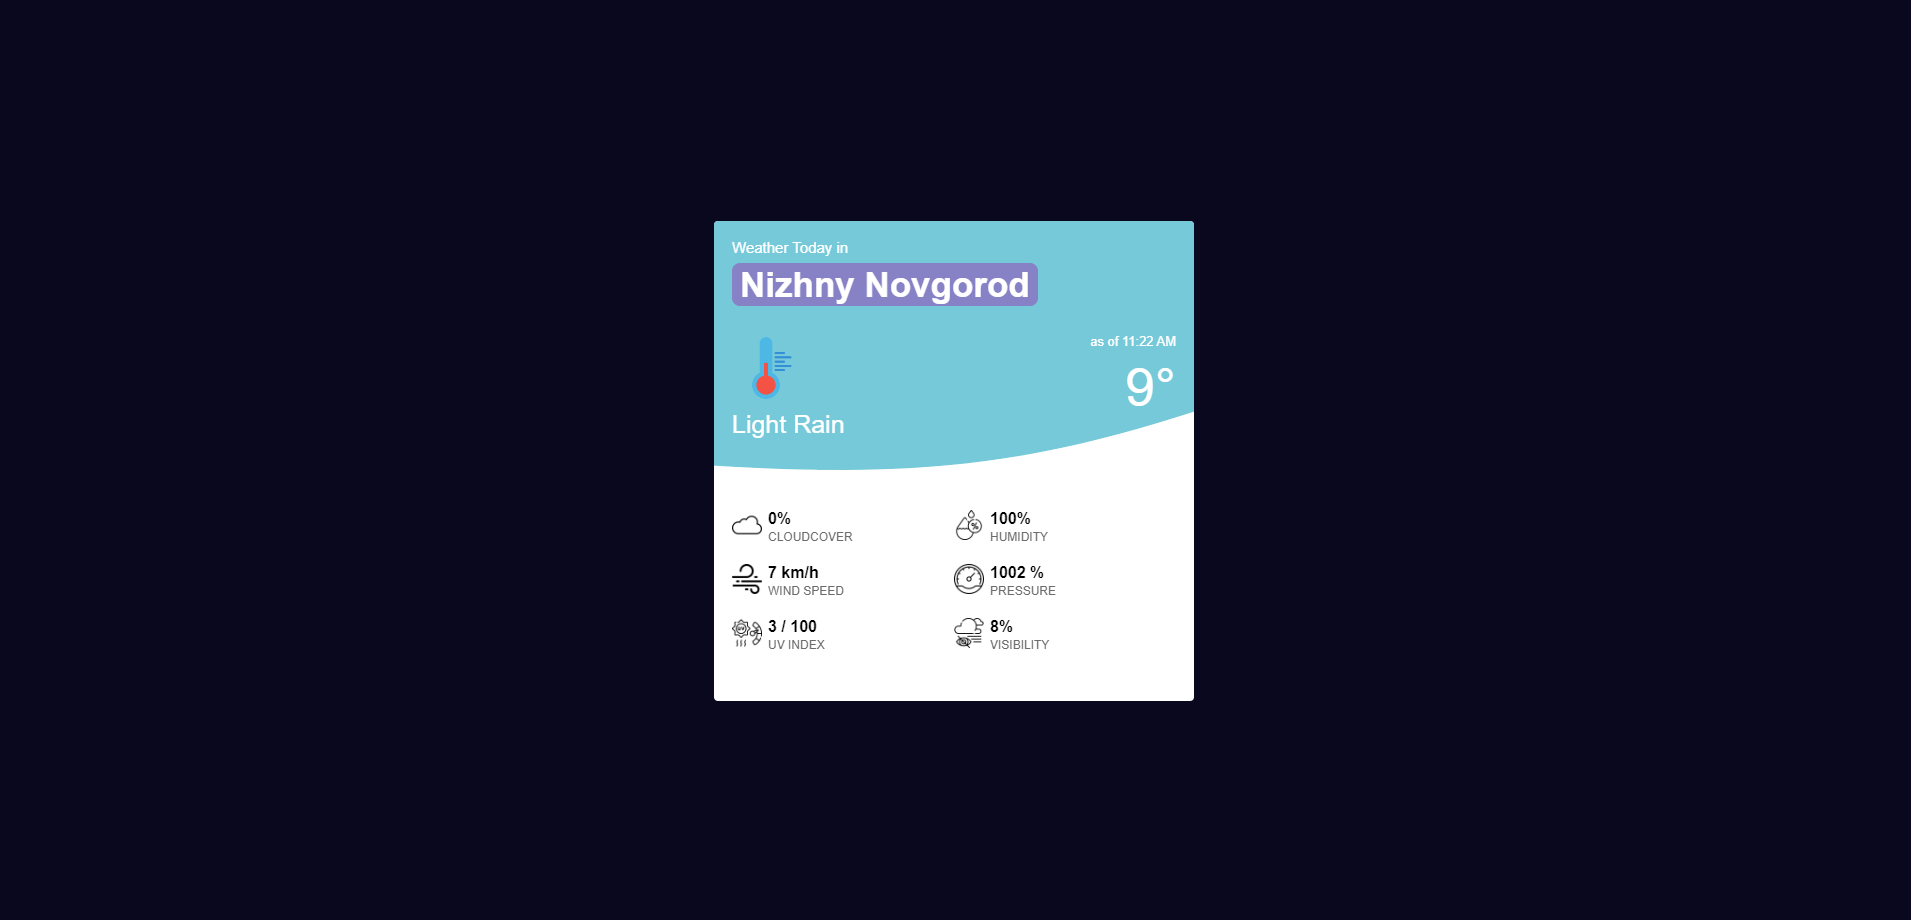 Weather Today in
Nizhny Novgorod
as of 11:22 AM
9°
Light Rain
0%
CLOUDCOVER
100%
HUMIDITY
7 km/h
WIND SPEED
1002 %
PRESSURE
3 / 100
UV INDEX
8%
VISIBILITY